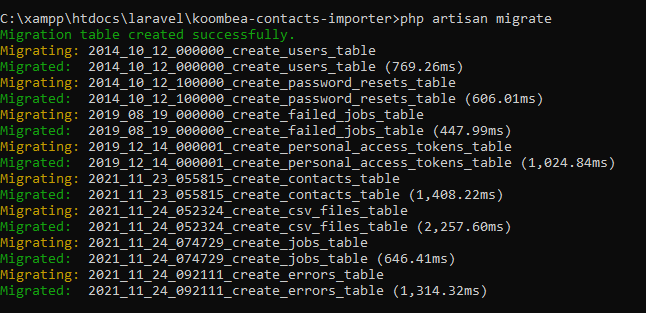 C:\xampp\htdocs\laravel\koombea-contacts-importer>php artisan migrate
Migration table created successfully.
Migrating: 2014_10_12_000000_create_users_table
Migrated:  2014_10_12_000000_create_users_table (769.26ms)
Migrating: 2014_10_12_100000_create_password_resets_table
Migrated:  2014_10_12_100000_create_password_resets_table (606.01ms)
Migrating: 2019_08_19_000000_create_failed_jobs_table
Migrated:  2019_08_19_000000_create_failed_jobs_table (447.99ms)
Migrating: 2019_12_14_000001_create_personal_access_tokens_table
Migrated:  2019_12_14_000001_create_personal_access_tokens_table (1,024.84ms)
Migrating: 2021_11_23_055815_create_contacts_table
Migrated:  2021_11_23_055815_create_contacts_table (1,408.22ms)
Migrating: 2021_11_24_052324_create_csv_files_table
Migrated:  2021_11_24_052324_create_csv_files_table (2,257.60ms)
Migrating: 2021_11_24_074729_create_jobs_table
Migrated:  2021_11_24_074729_create_jobs_table (646.41ms)
Migrating: 2021_11_24_092111_create_errors_table
Migrated:  2021_11_24_092111_create_errors_table (1,314.32ms)